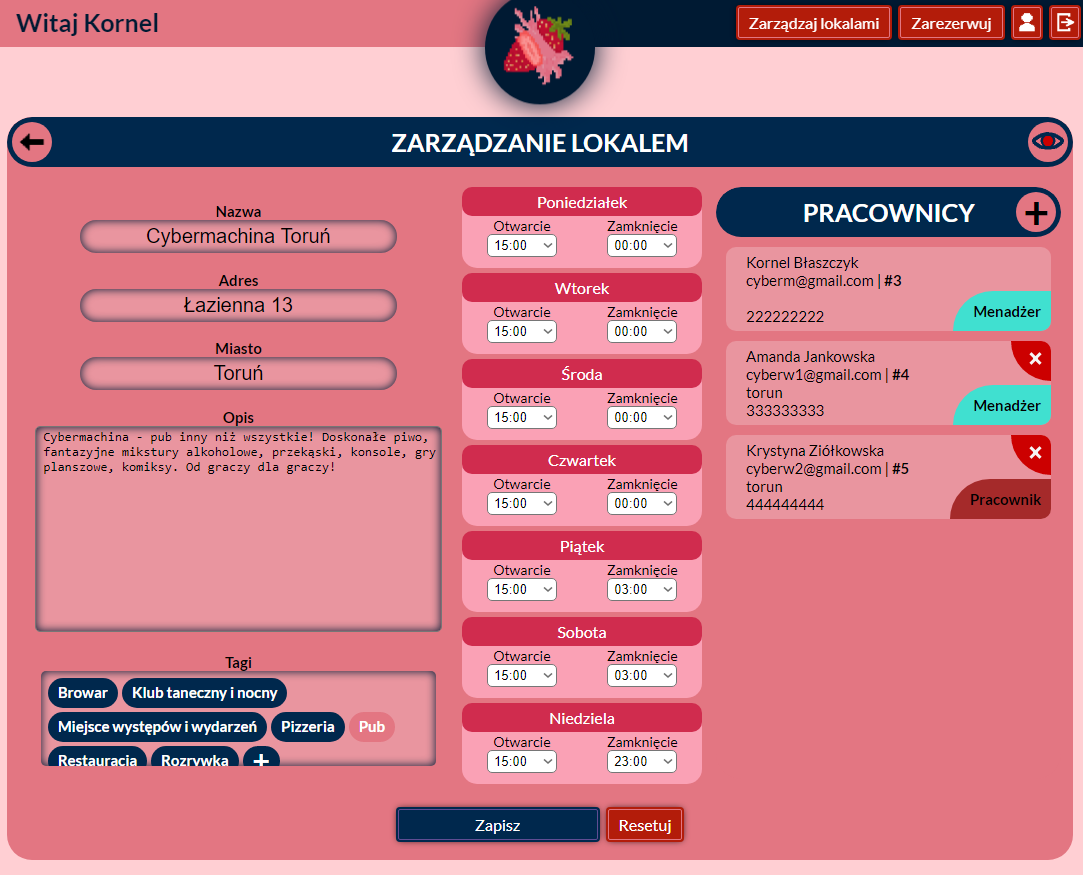 Witaj Kornel
Zarządzaj lokalami
Zarezerwuj
ZARZĄDZANIE LOKALEM
Nazwa
Cybermachina Toruń
Adres
Łazienna 13
Miasto
Toruń
Opis
Cybermachina - pub inny niż wszystkie! Doskonałe piwo,
fantazyjne mikstury alkoholowe, przekąski, konsole, gry
planszowe, komiksy. Od graczy dla graczy!
Tagi
Browar Klub taneczny i nocny
Miejsce występów i wydarzeń Pizzeria Pub
Restauracja Rozrywka +
Poniedziałek
Otwarcie Zamknięcie
15:00 00:00
Wtorek
Otwarcie Zamknięcie
15:00 00:00
Środa
Otwarcie Zamknięcie
15:00 00:00
Czwartek
Otwarcie Zamknięcie
15:00 00:00
Piątek
Otwarcie Zamknięcie
15:00 03:00
Sobota
Otwarcie Zamknięcie
15:00 03:00
Niedziela
Otwarcie Zamknięcie
15:00 23:00
PRACOWNICY +
Kornel Błaszczyk
cyberm@gmail.com | #3
222222222
Menadżer
Amanda Jankowska
cyberw1@gmail.com | #4
torun
333333333
Menadżer
Krystyna Ziółkowska
cyberw2@gmail.com | #5
torun
444444444
Pracownik
Zapisz
Resetuj